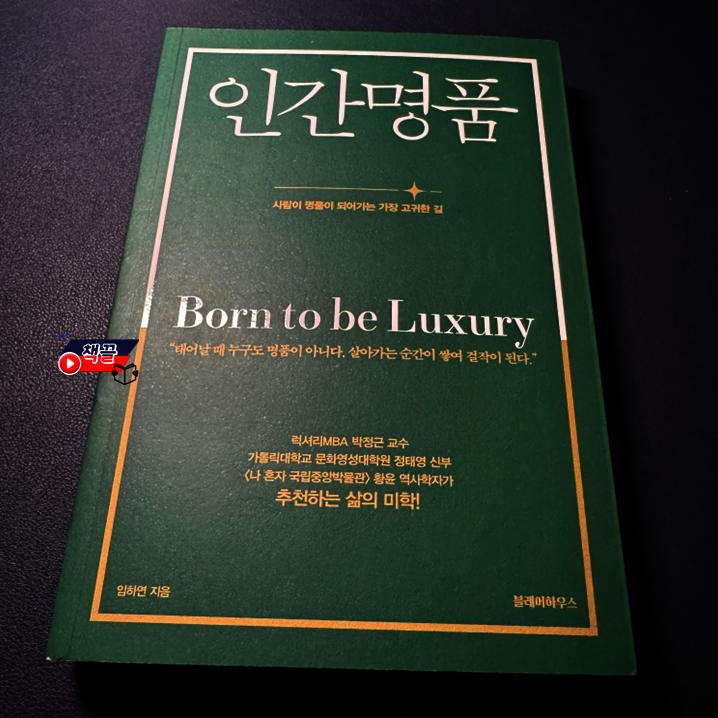 인간명품
사람이 명품이 되어가는 가장 고귀한 길
Born to be Luxury
“태어날 때 누구도 명품이 아니다. 살아가는 순간이 쌓여 걸작이 된다.”
책끌
럭셔리MBA 박정근 교수
가톨릭대학교 문화영성대학원 정태영 신부
〈나 혼자 국립중앙박물관〉 황윤 역사학자가
추천하는 삶의 미학!
임하연 지음
블레어하우스